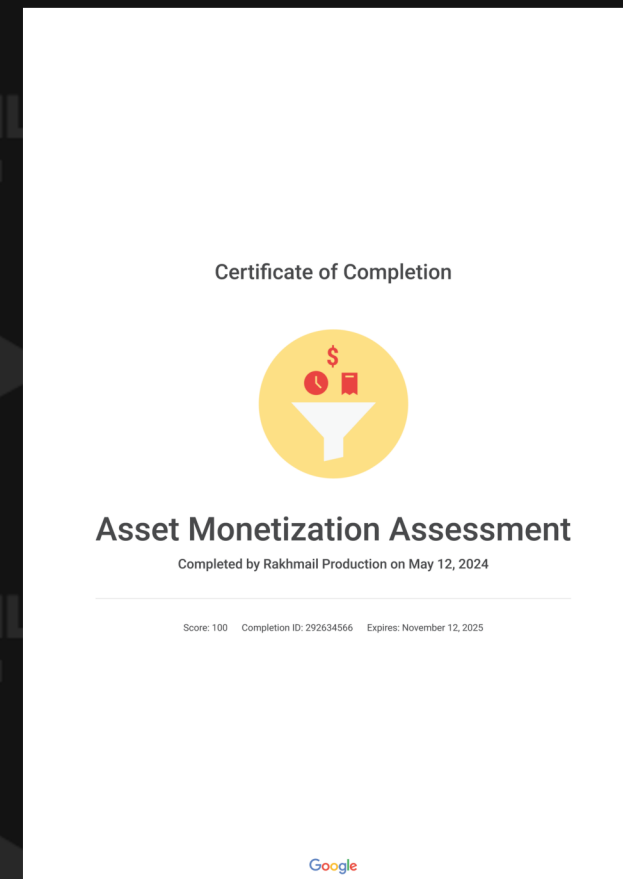 Certificate of Completion
$
Asset Monetization Assessment
Completed by Rakhmail Production on May 12, 2024
Score: 100 Completion ID: 292634566 Expires: November 12, 2025
Google